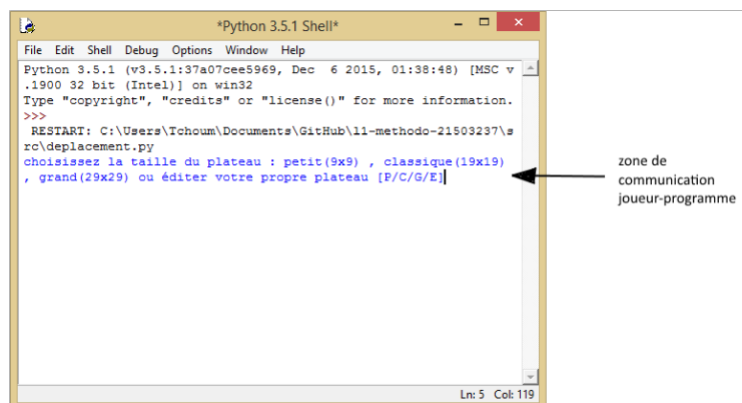 *Python 3.5.1 Shell*
File Edit Shell Debug Options Window Help
Python 3.5.1 (v3.5.1:37a07cee5969, Dec  6 2015, 01:38:48) [MSC v
.1900 32 bit (Intel)] on win32
Type "copyright", "credits" or "license()" for more information.
>>>
 RESTART: C:\Users\Tchoum\Documents\GitHub\l1-methodo-21503237\s
rc\deplacement.py
choisissez la taille du plateau : petit(9x9) , classique(19x19)
, grand(29x29) ou éditer votre propre plateau [P/C/G/E]
zone de
communication
joueur-programme
Ln: 5 Col: 119